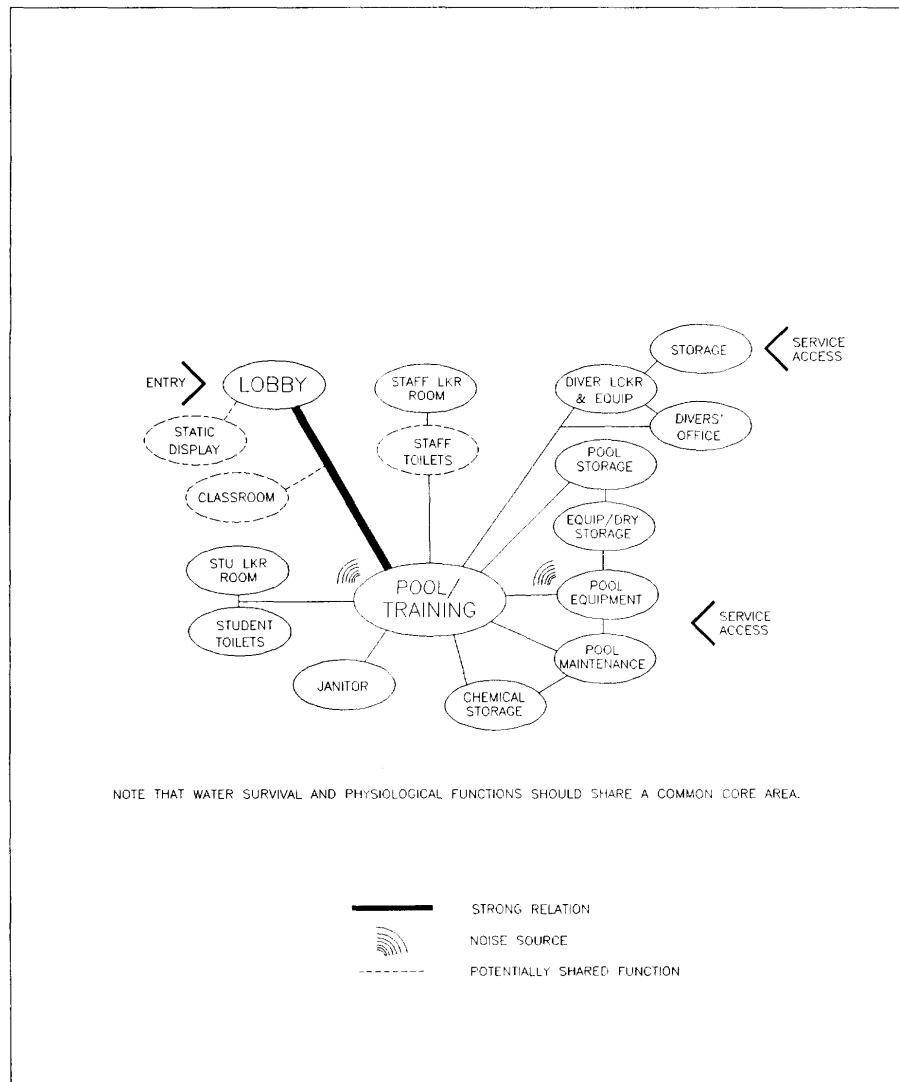 ENTRY
LOBBY
STATIC
DISPLAY
CLASSROOM
STAFF LKR
ROOM
STAFF
TOILETS
STORAGE
SERVICE
ACCESS
DIVER LCKR
& EQUIP
DIVERS'
OFFICE
POOL
STORAGE
EQUIP/DRY
STORAGE
STU LKR
ROOM
STUDENT
TOILETS
POOL/
TRAINING
POOL
EQUIPMENT
SERVICE
ACCESS
POOL
MAINTENANCE
JANITOR
CHEMICAL
STORAGE
NOTE THAT WATER SURVIVAL AND PHYSIOLOGICAL FUNCTIONS SHOULD SHARE A COMMON CORE AREA.
STRONG RELATION
NOISE SOURCE
POTENTIALLY SHARED FUNCTION